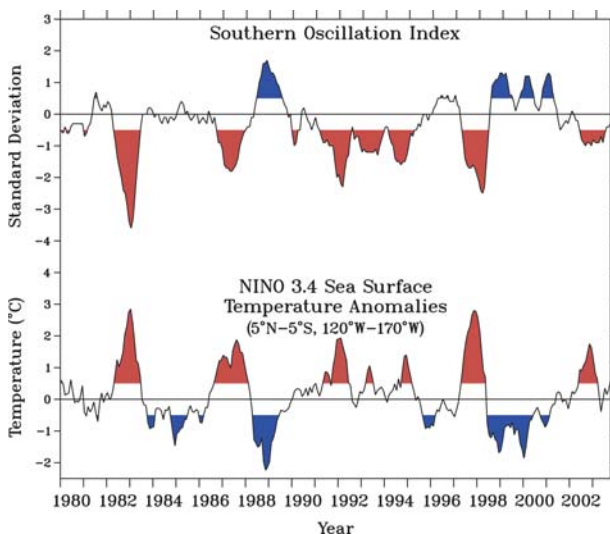 Southern Oscillation Index
Standard Deviation
3
2
1
0
-1
-2
-3
-4
NINO 3.4 Sea Surface
Temperature Anomalies
(5°N–5°S, 120°W–170°W)
Temperature (°C)
4
3
2
1
0
-1
-2
1980 1982 1984 1986 1988 1990 1992 1994 1996 1998 2000 2002
Year